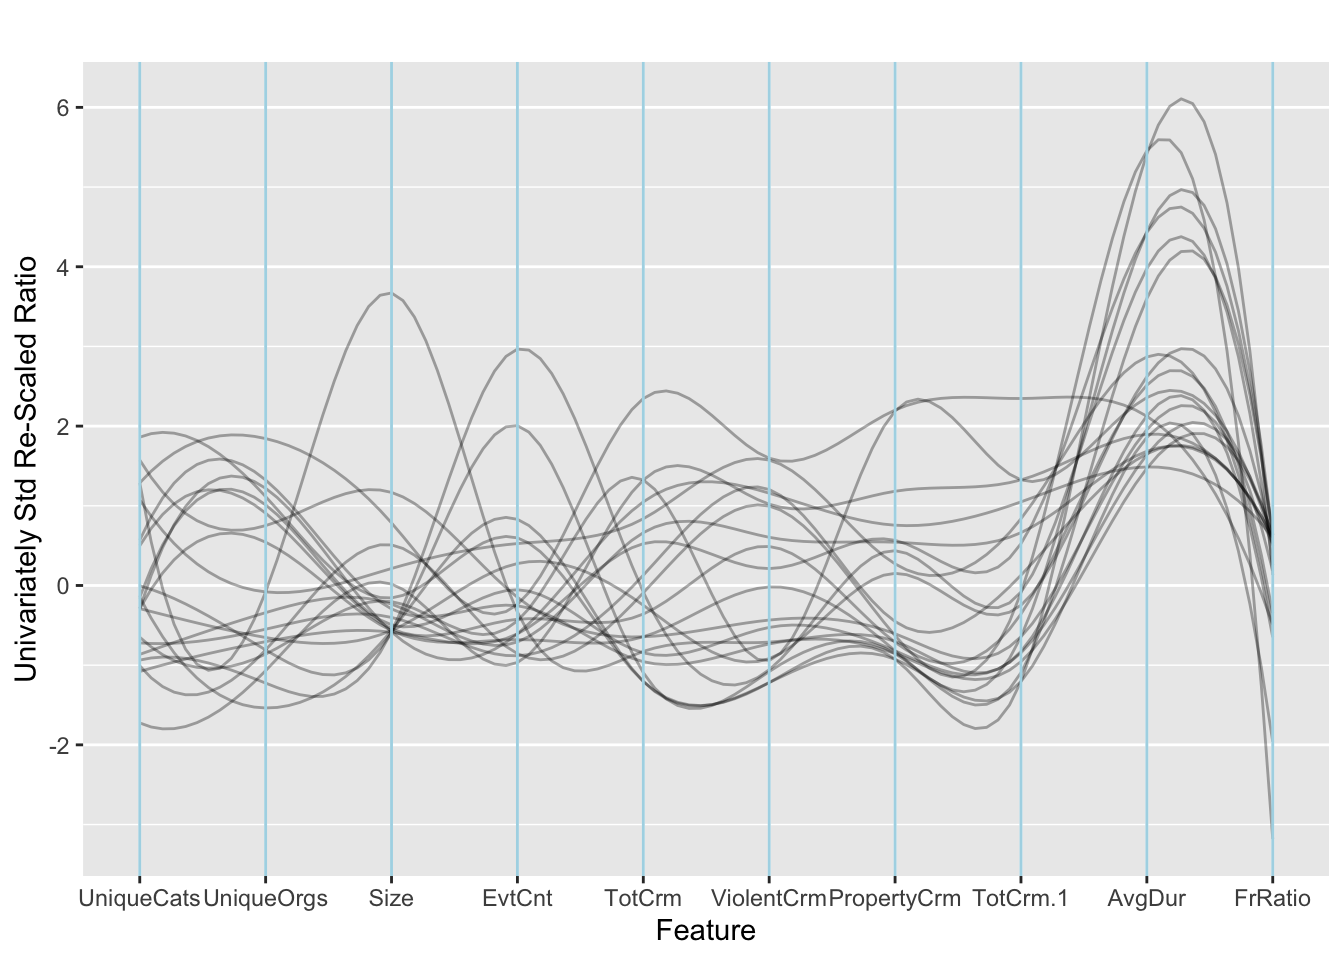 Univariately Std Re-Scaled Ratio
6
4
2
0
-2
UniqueCats UniqueOrgs Size EvtCnt TotCrm ViolentCrm PropertyCrm TotCrm.1 AvgDur FrRatio
Feature